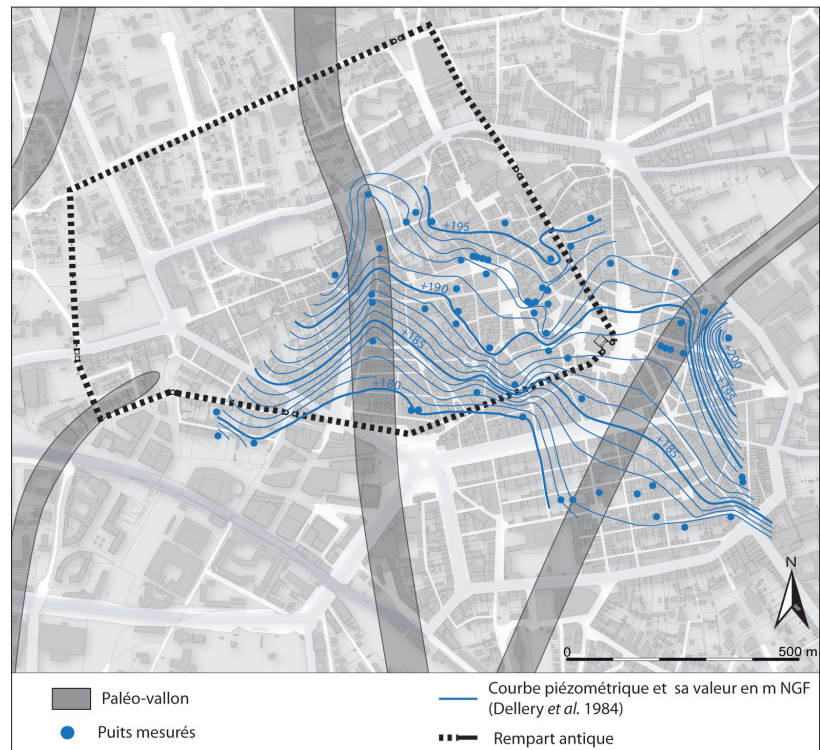 +195
+190
+200
+185
+195
+180
+185
N
0
500 m
Paléo-vallon
Courbe piézométrique et sa valeur en m NGF
(Dellery et al. 1984)
Puits mesurés
Rempart antique